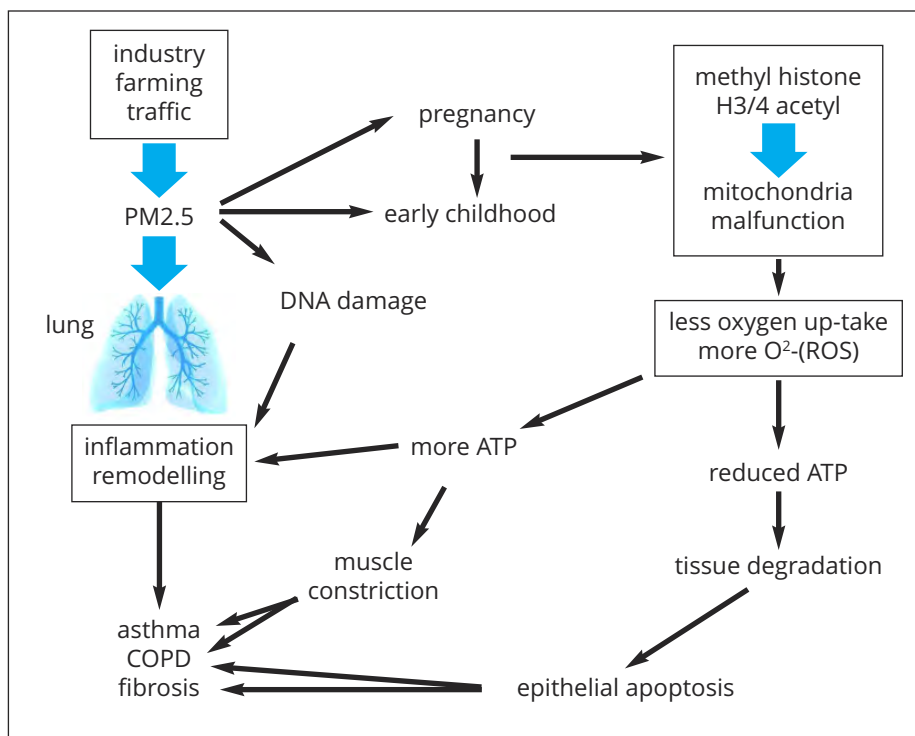 industry
farming
traffic
PM2.5
lung
inflammation
remodelling
asthma
COPD
fibrosis
pregnancy
early childhood
DNA damage
more ATP
muscle
constriction
epithelial apoptosis
methyl histone
H3/4 acetyl
mitochondria
malfunction
less oxygen up-take
more O²-(ROS)
reduced ATP
tissue degradation